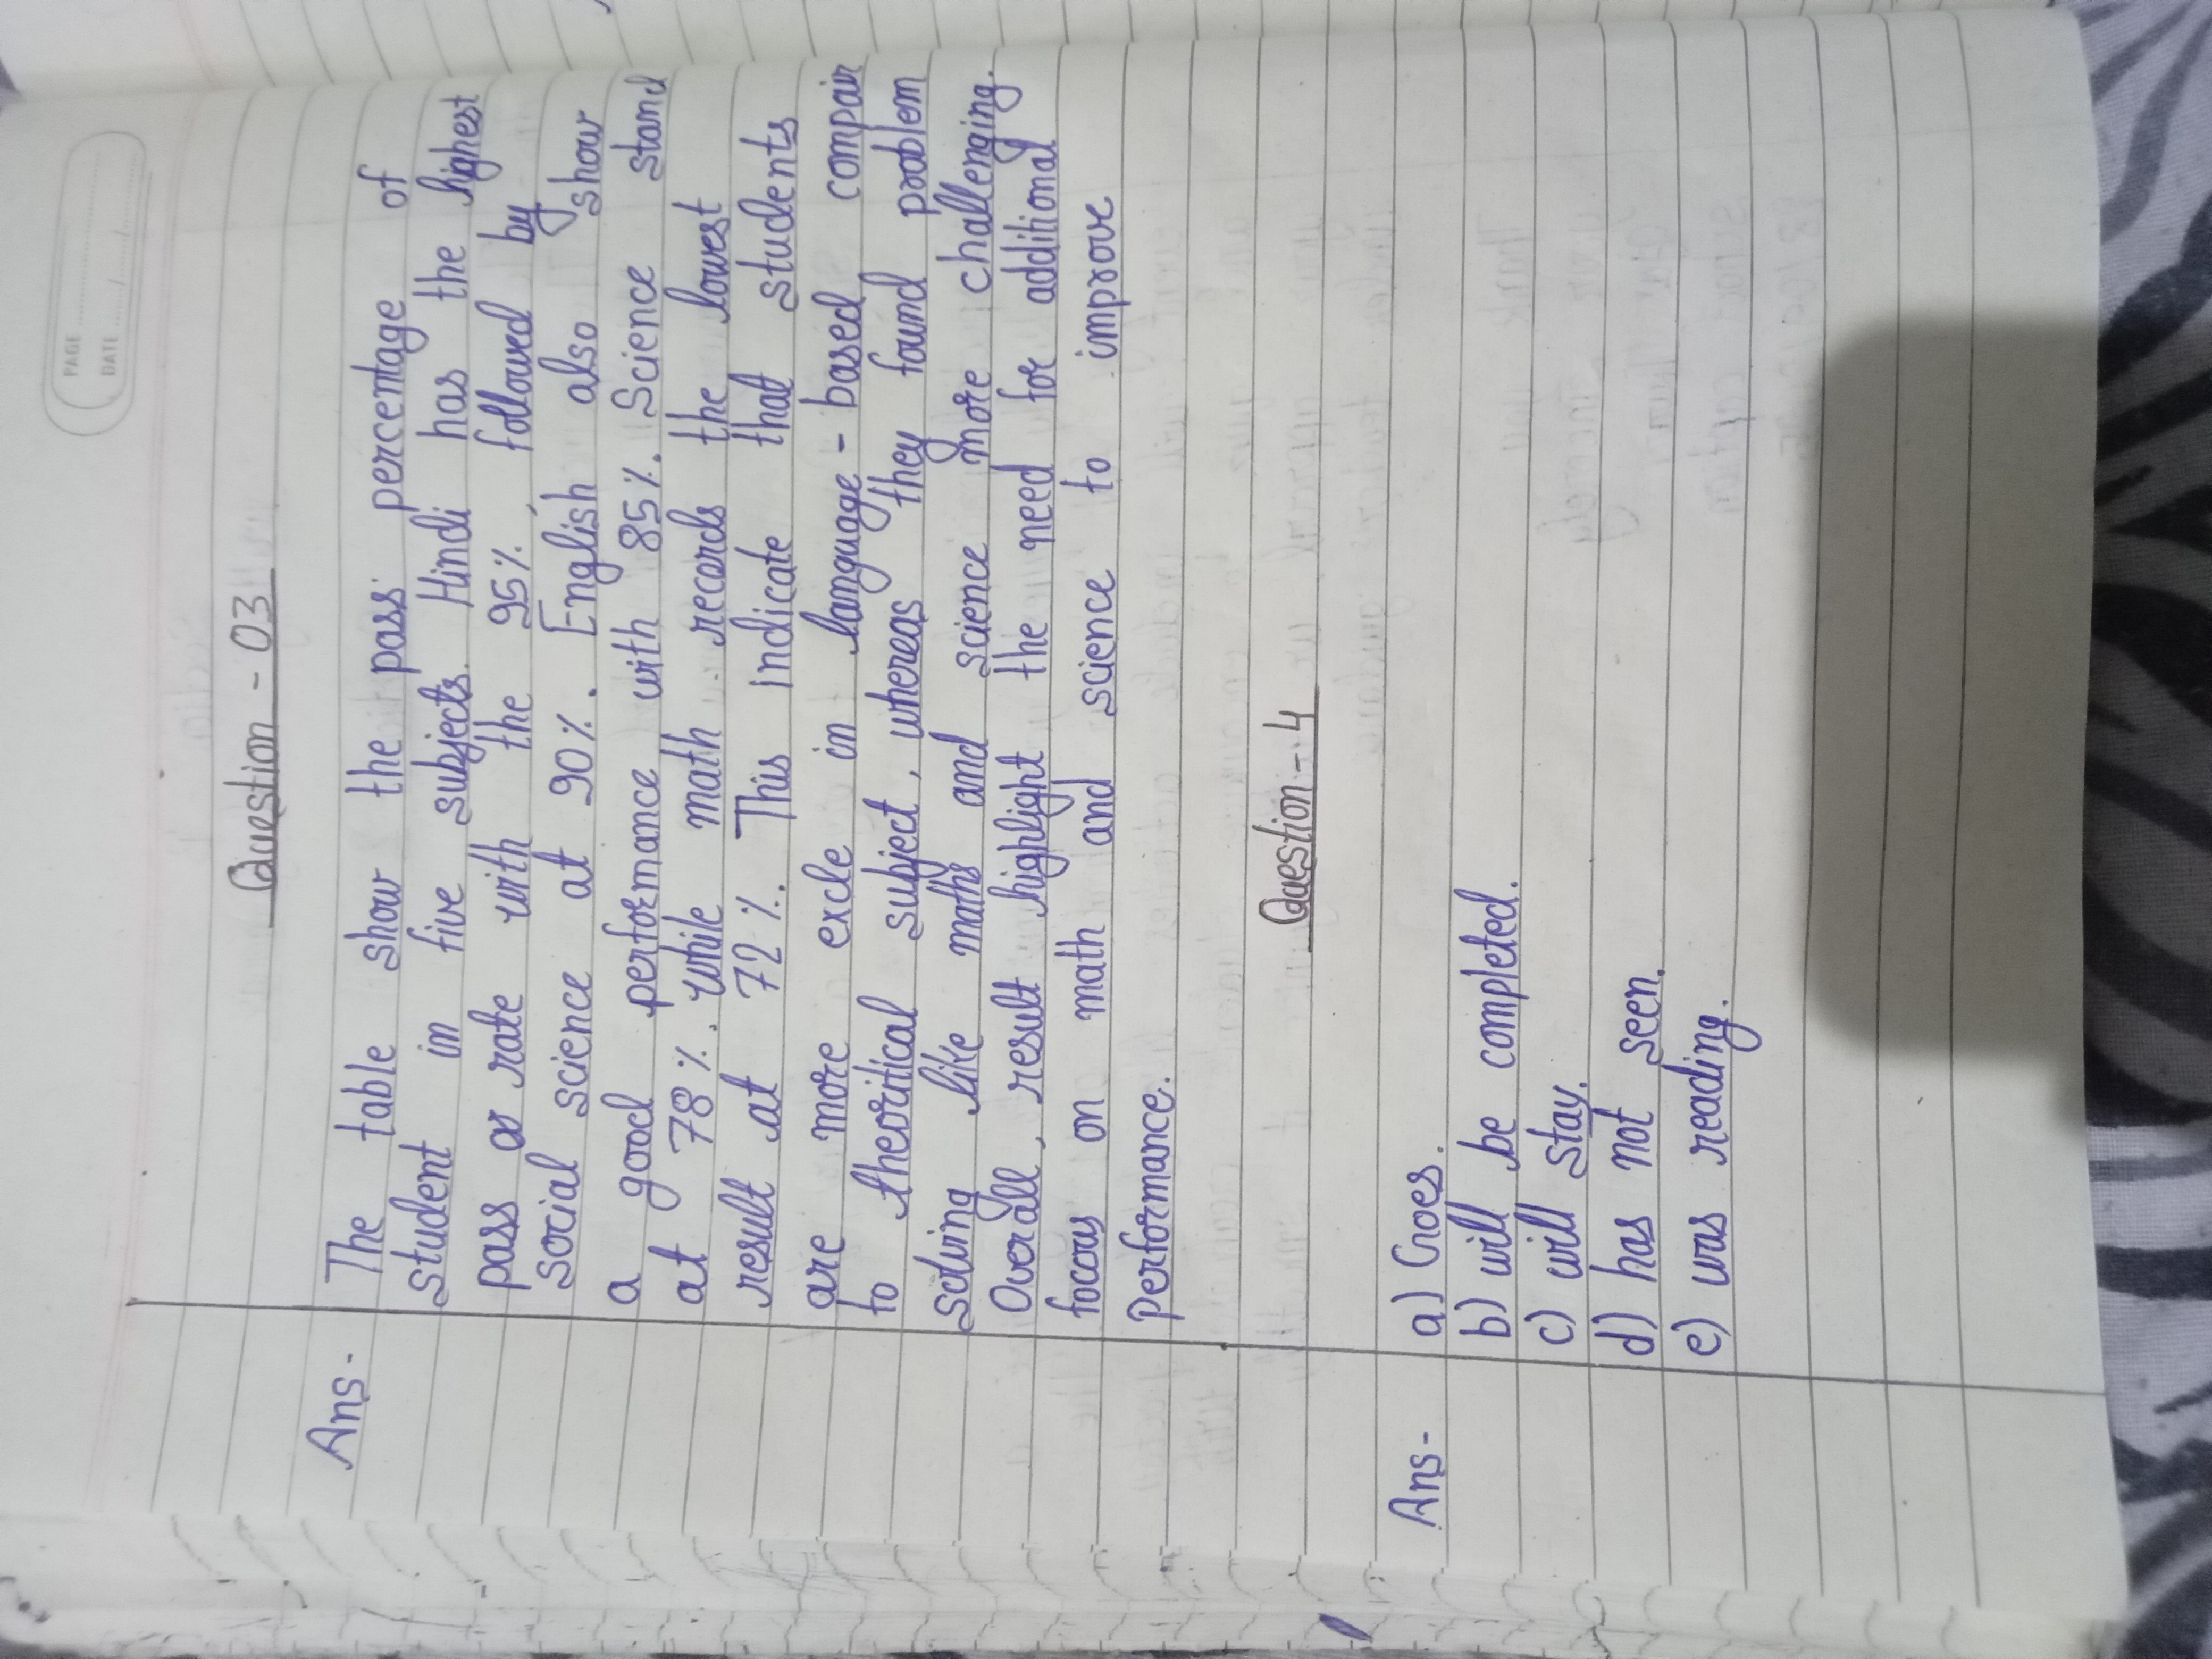 PAGE
DATE
Question - 03
Ans- The table show the pass percentage of
student in five subjects. Hindi has the highest
pass rate with the 95%, followed by
social science at 90%. English also show
a good performance with 85%. Science stand
at 78%. while math records the lowest
result at 72%. This indicate that students
are more excle in language-based compair
to theoritical subject, whereas they found problem
solving like maths and science more challenging.
Overall, result highlight the need for additional
focous on math and science to improve
performance.
Question - 4
Ans- a) Goes.
b) will be completed.
c) will stay.
d) has not seen.
e) was reading.